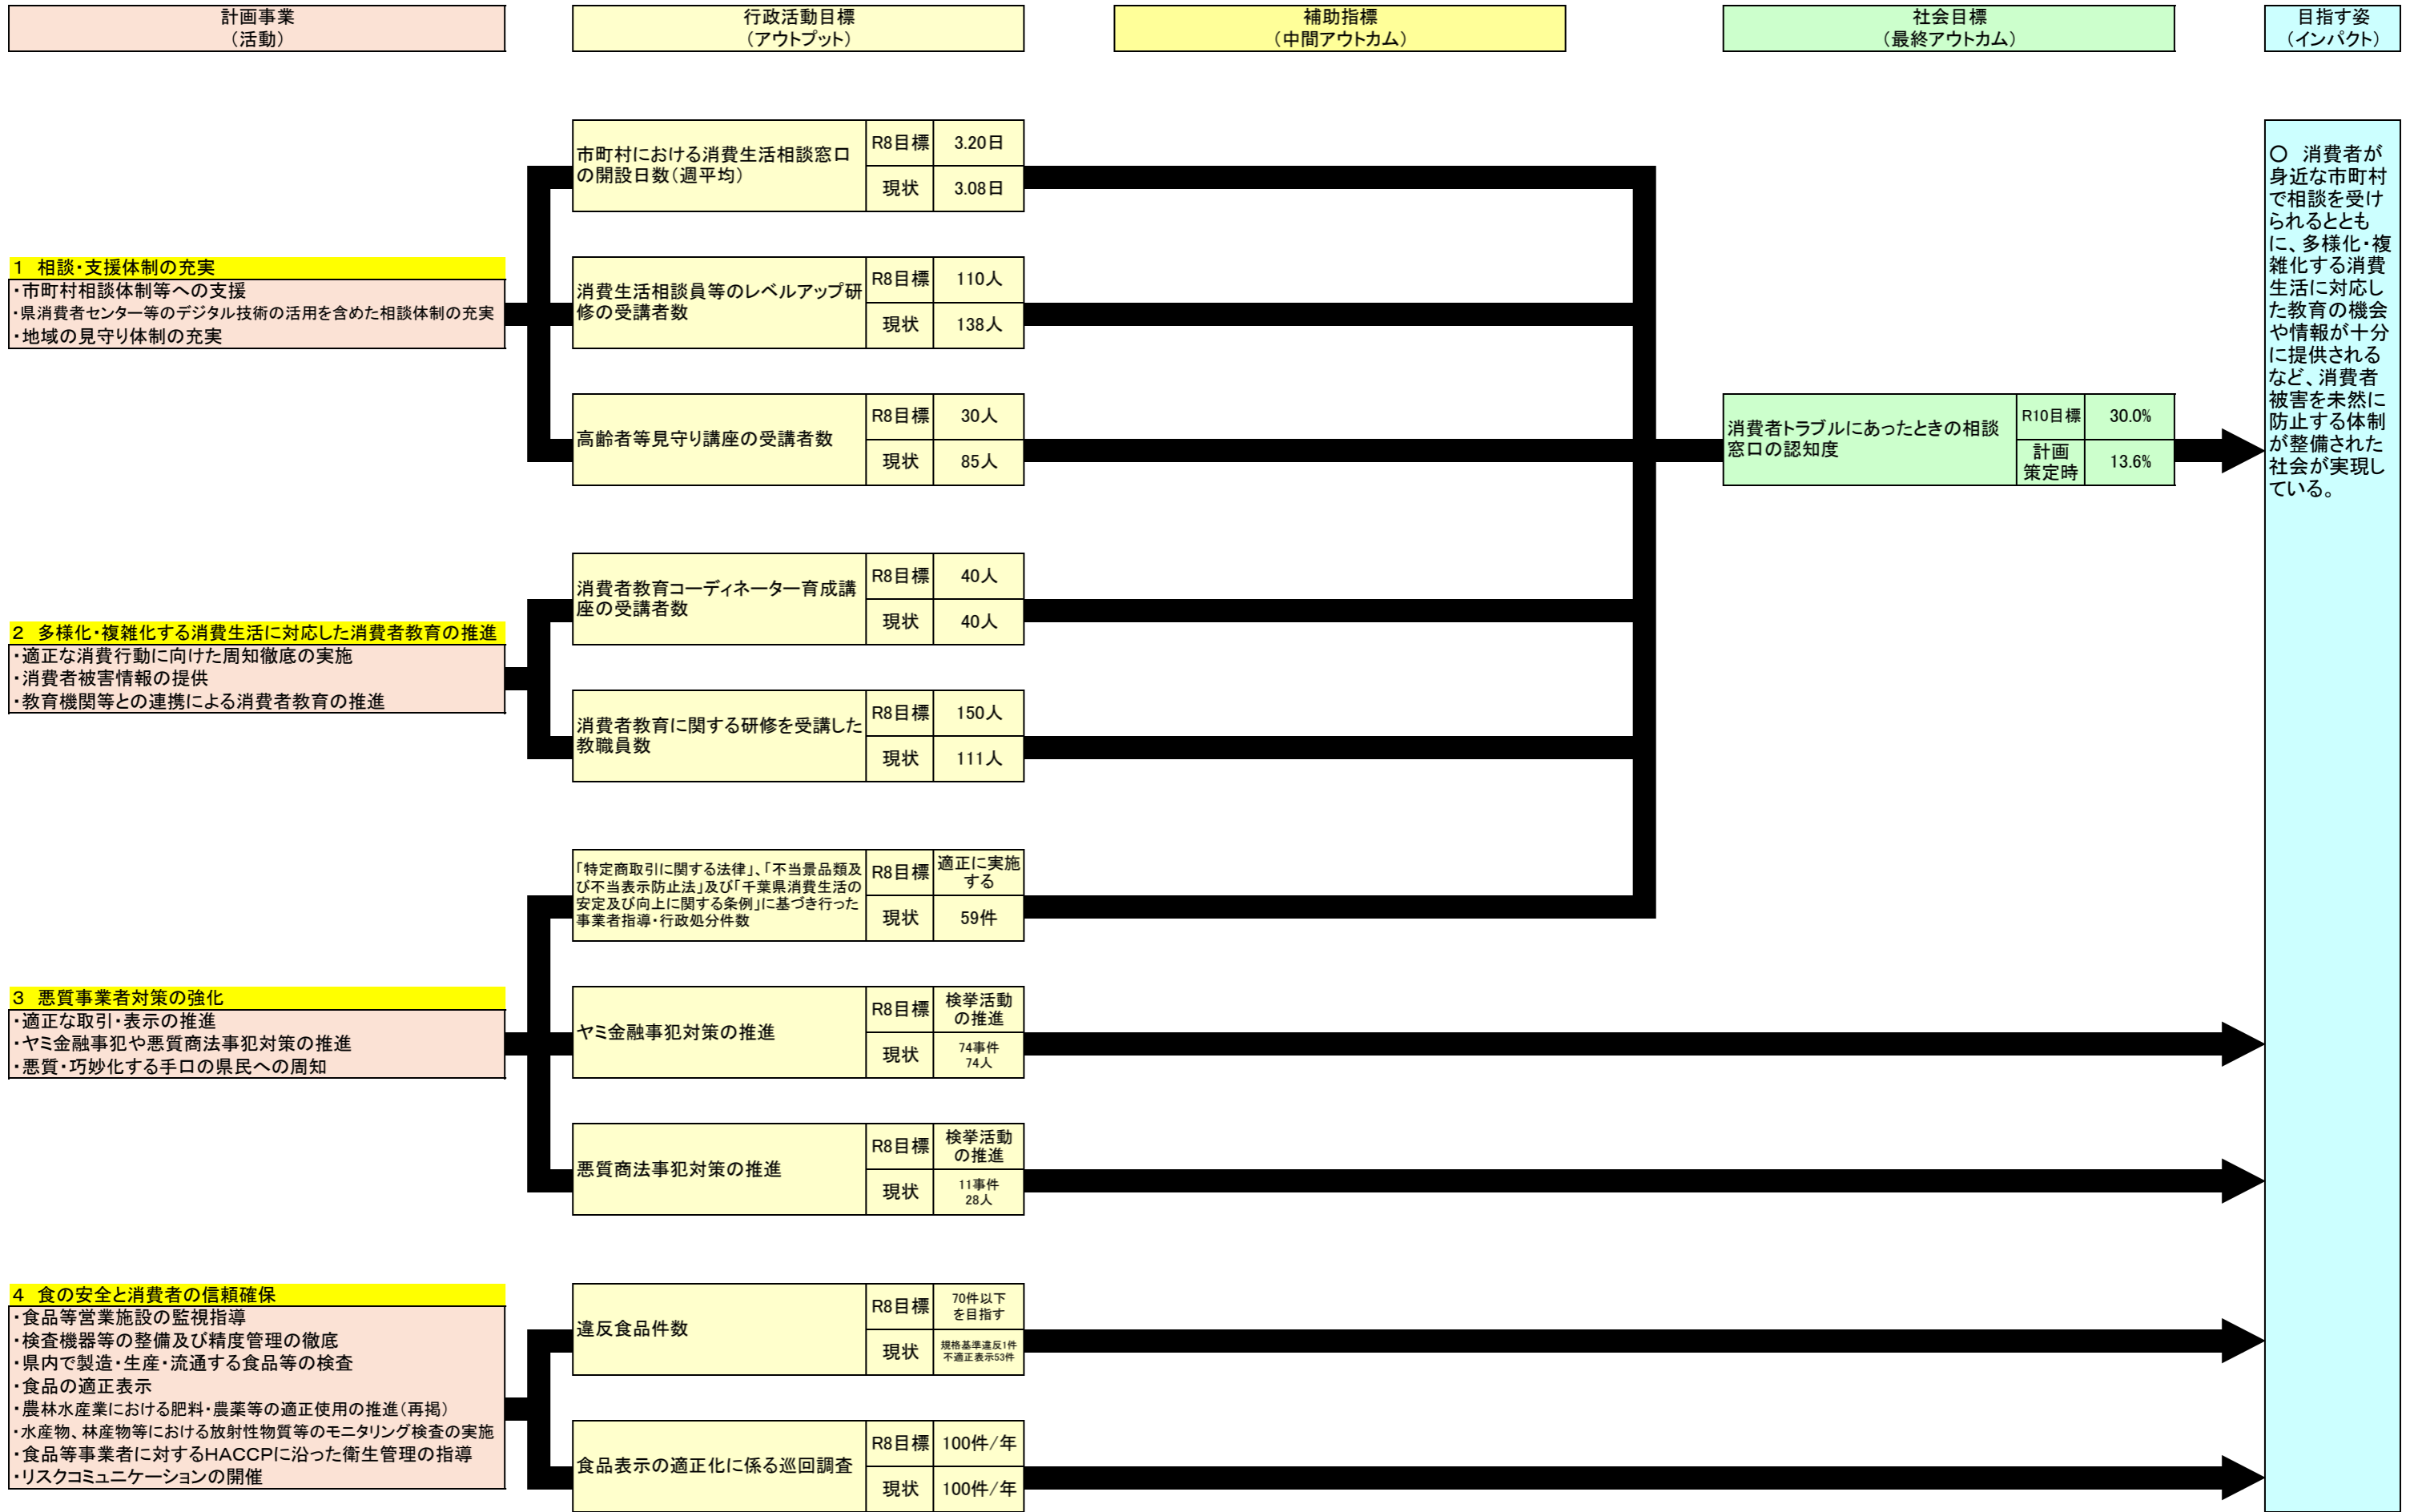 計画事業
（活動）
行政活動目標
（アウトプット）
補助指標
（中間アウトカム）
社会目標
（最終アウトカム）
目指す姿
（インパクト）
1　相談・支援体制の充実
・市町村相談体制等への支援
・県消費者センター等のデジタル技術の活用を含めた相談体制の充実
・地域の見守り体制の充実
市町村における消費生活相談窓口
の開設日数（週平均）
R8目標
3.20日
現状
3.08日
消費生活相談員等のレベルアップ研
修の受講者数
R8目標
110人
現状
138人
高齢者等見守り講座の受講者数
R8目標
30人
現状
85人
2　多様化・複雑化する消費生活に対応した消費者教育の推進
・適正な消費行動に向けた周知徹底の実施
・消費者被害情報の提供
・教育機関等との連携による消費者教育の推進
消費者教育コーディネーター育成講
座の受講者数
R8目標
40人
現状
40人
消費者教育に関する研修を受講した
教職員数
R8目標
150人
現状
111人
3　悪質事業者対策の強化
・適正な取引・表示の推進
・ヤミ金融事犯や悪質商法事犯対策の推進
・悪質・巧妙化する手口の県民への周知
「特定商取引に関する法律」、「不当景品類及
び不当表示防止法」及び「千葉県消費生活の
安定及び向上に関する条例」に基づき行った
事業者指導・行政処分件数
R8目標
適正に実施
する
現状
59件
ヤミ金融事犯対策の推進
R8目標
検挙活動
の推進
現状
74事件
74人
悪質商法事犯対策の推進
R8目標
検挙活動
の推進
現状
11事件
28人
4　食の安全と消費者の信頼確保
・食品等営業施設の監視指導
・検査機器等の整備及び精度管理の徹底
・県内で製造・生産・流通する食品等の検査
・食品の適正表示
・農林水産業における肥料・農薬等の適正使用の推進（再掲）
・水産物、林産物等における放射性物質等のモニタリング検査の実施
・食品等事業者に対するHACCPに沿った衛生管理の指導
・リスクコミュニケーションの開催
違反食品件数
R8目標
70件以下
を目指す
現状
規格基準違反1件
不適正表示53件
食品表示の適正化に係る巡回調査
R8目標
100件/年
現状
100件/年
消費者トラブルにあったときの相談
窓口の認知度
R10目標
30.0%
計画
策定時
13.6%
〇　消費者が
身近な市町村
で相談を受け
られるととも
に、多様化・複
雑化する消費
生活に対応し
た教育の機会
や情報が十分
に提供される
など、消費者
被害を未然に
防止する体制
が整備された
社会が実現し
ている。